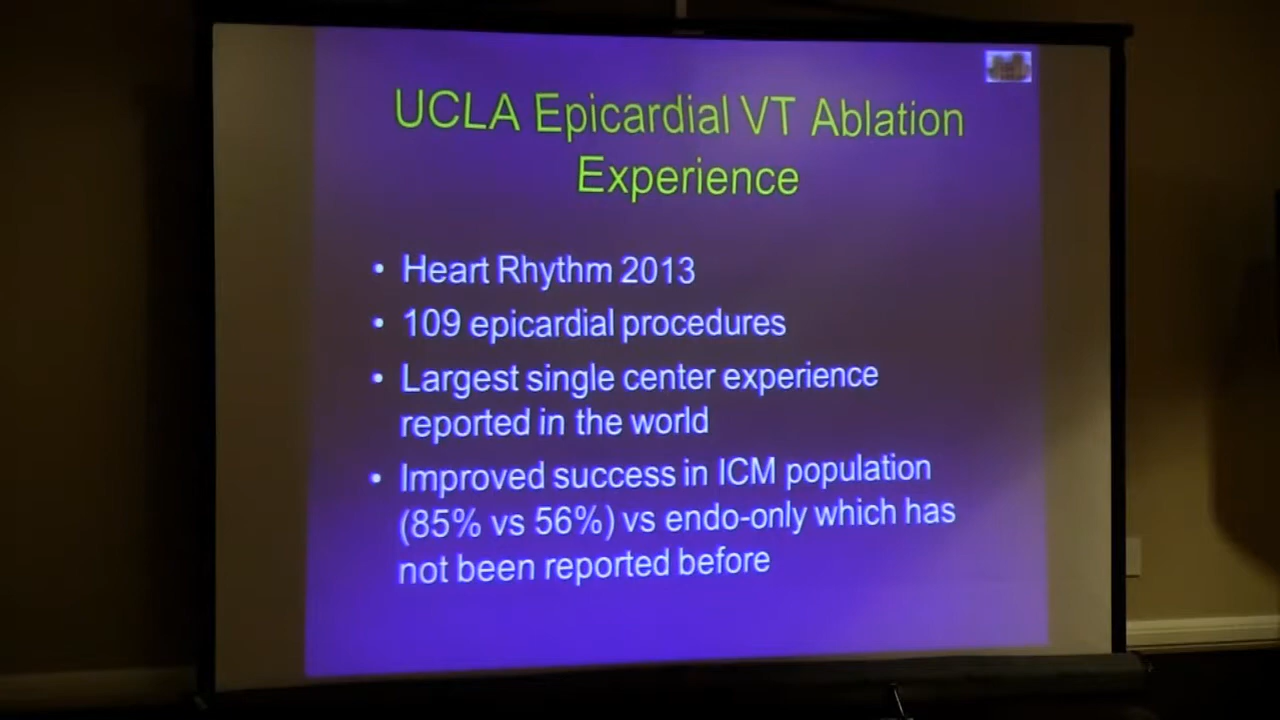 UCLA Epicardial VT Ablation
Experience
• Heart Rhythm 2013
• 109 epicardial procedures
• Largest single center experience
reported in the world
• Improved success in ICM population
(85% vs 56%) vs endo-only which has
not been reported before